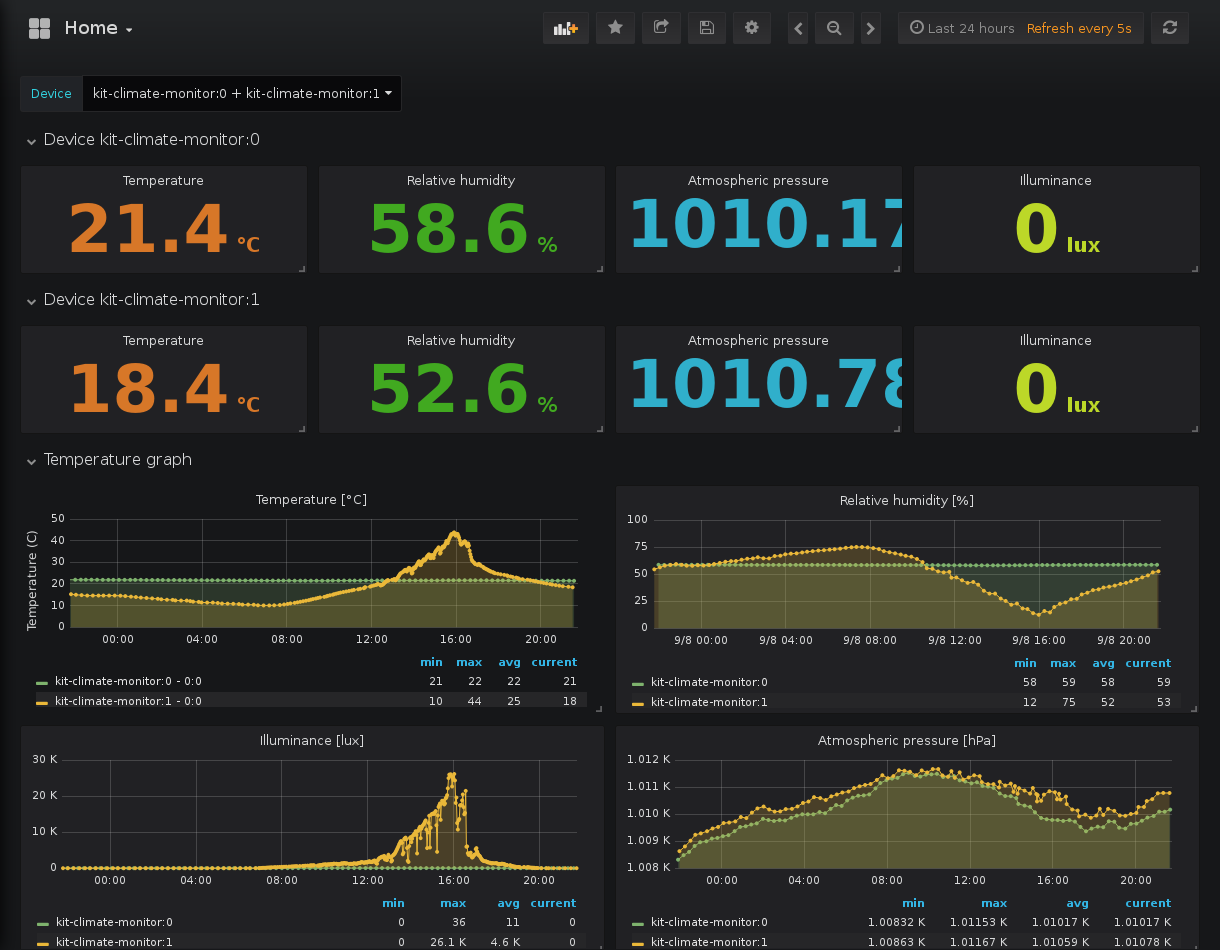 Home
Last 24 hours Refresh every 5s
Device kit-climate-monitor:0 + kit-climate-monitor:1
Device kit-climate-monitor:0
Temperature Relative humidity Atmospheric pressure Illuminance
21.4 °C 58.6 % 1010.17 0 lux
Device kit-climate-monitor:1
Temperature Relative humidity Atmospheric pressure Illuminance
18.4 °C 52.6 % 1010.78 0 lux
Temperature graph
Temperature [°C]
Temperature (C)
50
40
30
20
10
0
00:00 04:00 08:00 12:00 16:00 20:00
min max avg current
kit-climate-monitor:0 - 0:0 21 22 22 21
kit-climate-monitor:1 - 0:0 10 44 25 18
Relative humidity [%]
100
75
50
25
0
9/8 00:00 9/8 04:00 9/8 08:00 9/8 12:00 9/8 16:00 9/8 20:00
min max avg current
kit-climate-monitor:0 58 59 58 59
kit-climate-monitor:1 12 75 52 53
Illuminance [lux]
30 K
20 K
10 K
0
00:00 04:00 08:00 12:00 16:00 20:00
min max avg current
kit-climate-monitor:0 0 36 11 0
kit-climate-monitor:1 0 26.1 K 4.6 K 0
Atmospheric pressure [hPa]
1.012 K
1.011 K
1.010 K
1.009 K
1.008 K
00:00 04:00 08:00 12:00 16:00 20:00
min max avg current
kit-climate-monitor:0 1.00832 K 1.01153 K 1.01017 K 1.01017 K
kit-climate-monitor:1 1.00863 K 1.01167 K 1.01059 K 1.01078 K